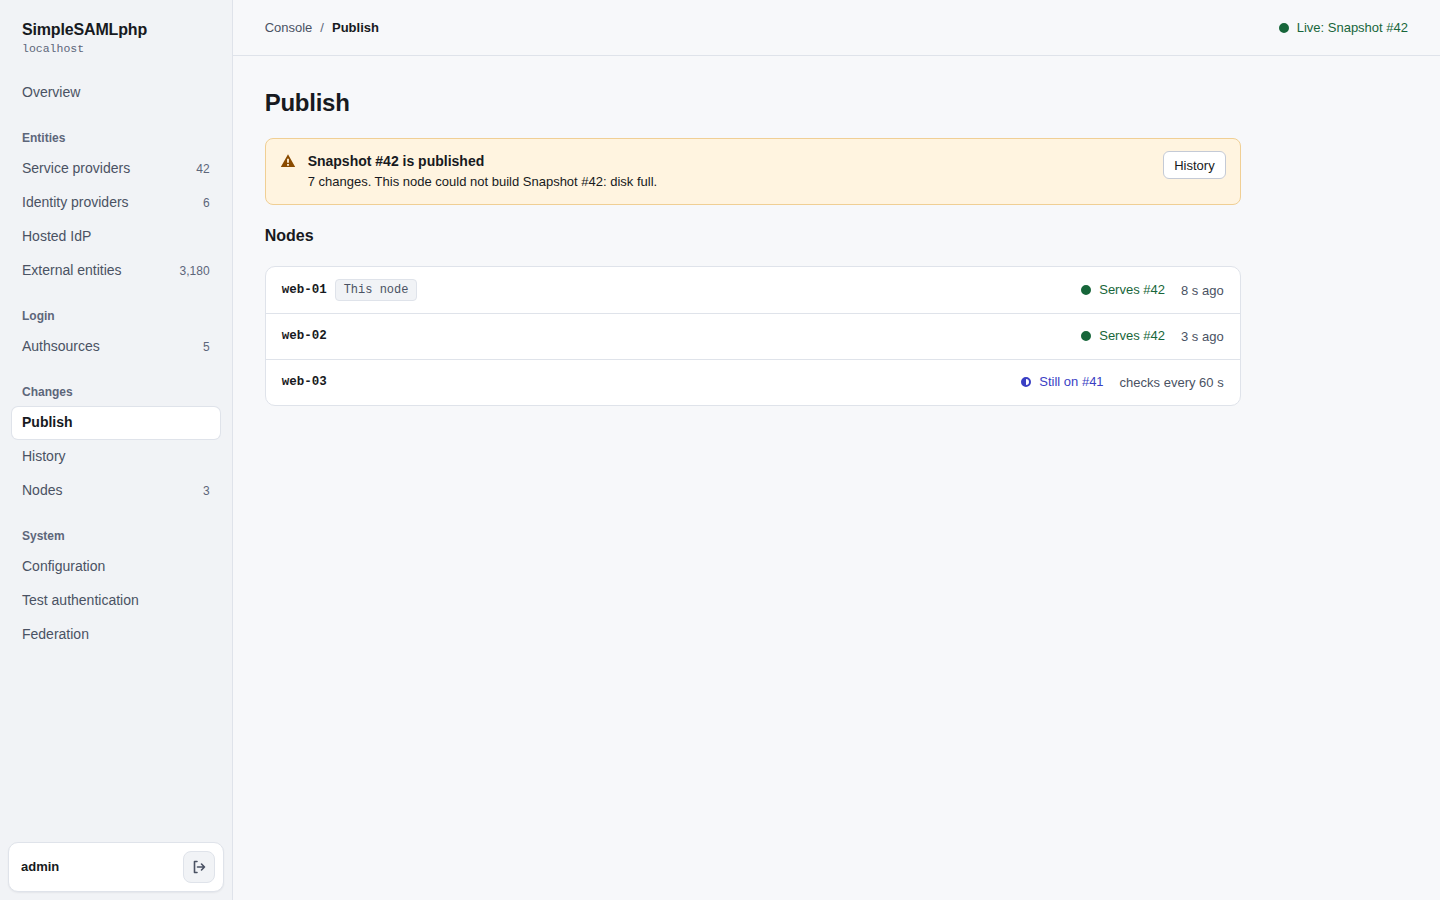 SimpleSAMLphp
localhost
Overview
Entities
Service providers 42
Identity providers 6
Hosted IdP
External entities 3,180
Login
Authsources 5
Changes
Publish
History
Nodes 3
System
Configuration
Test authentication
Federation
admin
Console / Publish
Live: Snapshot #42
Publish
Snapshot #42 is published
7 changes. This node could not build Snapshot #42: disk full.
History
Nodes
web-01 This node Serves #42 8 s ago
web-02 Serves #42 3 s ago
web-03 Still on #41 checks every 60 s